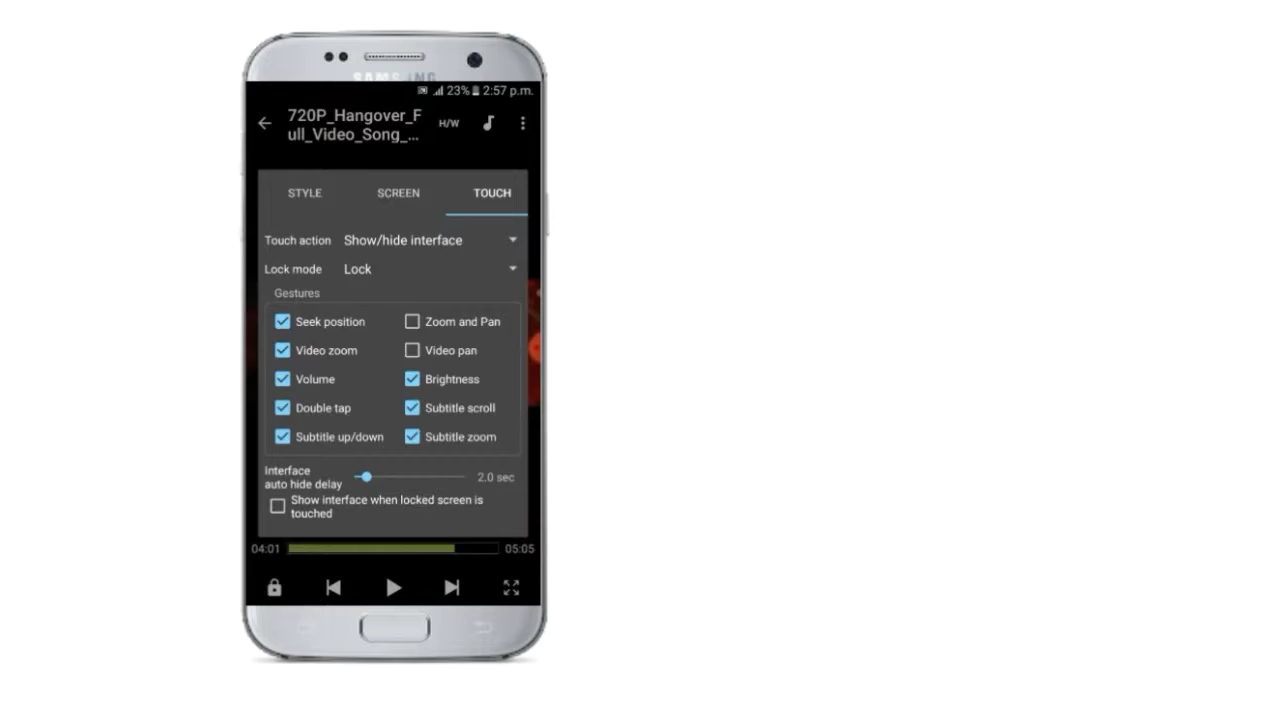 SAMSUNG
23% 2:57 p.m.
720P_Hangover_F
ull_Video_Song_...
H/W
STYLE SCREEN TOUCH
Touch action Show/hide interface
Lock mode Lock
Gestures
Seek position Zoom and Pan
Video zoom Video pan
Volume Brightness
Double tap Subtitle scroll
Subtitle up/down Subtitle zoom
Interface
auto hide delay 2.0 sec
Show interface when locked screen is
touched
04:01 05:05